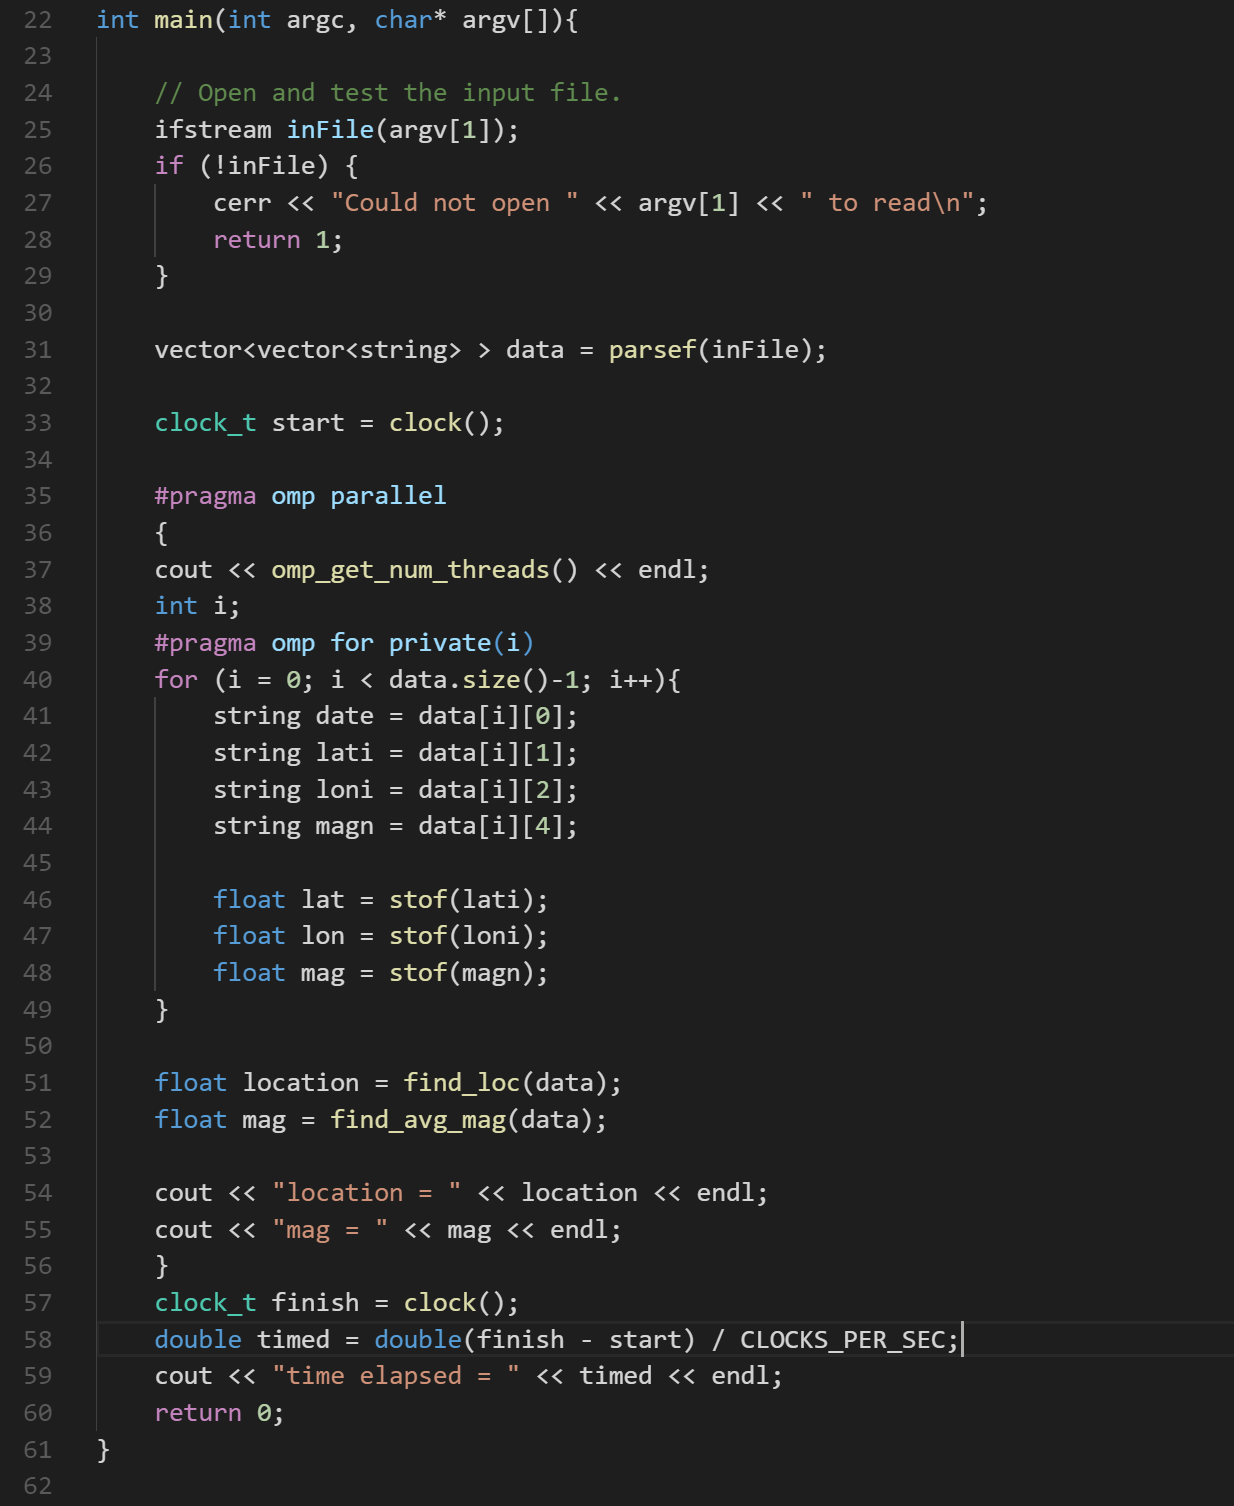 22 int main(int argc, char* argv[]){
23
24 // Open and test the input file.
25 ifstream inFile(argv[1]);
26 if (!inFile) {
27 cerr << "Could not open " << argv[1] << " to read\n";
28 return 1;
29 }
30
31 vector<vector<string> > data = parsef(inFile);
32
33 clock_t start = clock();
34
35 #pragma omp parallel
36 {
37 cout << omp_get_num_threads() << endl;
38 int i;
39 #pragma omp for private(i)
40 for (i = 0; i < data.size()-1; i++){
41 string date = data[i][0];
42 string lati = data[i][1];
43 string loni = data[i][2];
44 string magn = data[i][4];
45
46 float lat = stof(lati);
47 float lon = stof(loni);
48 float mag = stof(magn);
49 }
50
51 float location = find_loc(data);
52 float mag = find_avg_mag(data);
53
54 cout << "location = " << location << endl;
55 cout << "mag = " << mag << endl;
56 }
57 clock_t finish = clock();
58 double timed = double(finish - start) / CLOCKS_PER_SEC;
59 cout << "time elapsed = " << timed << endl;
60 return 0;
61 }
62